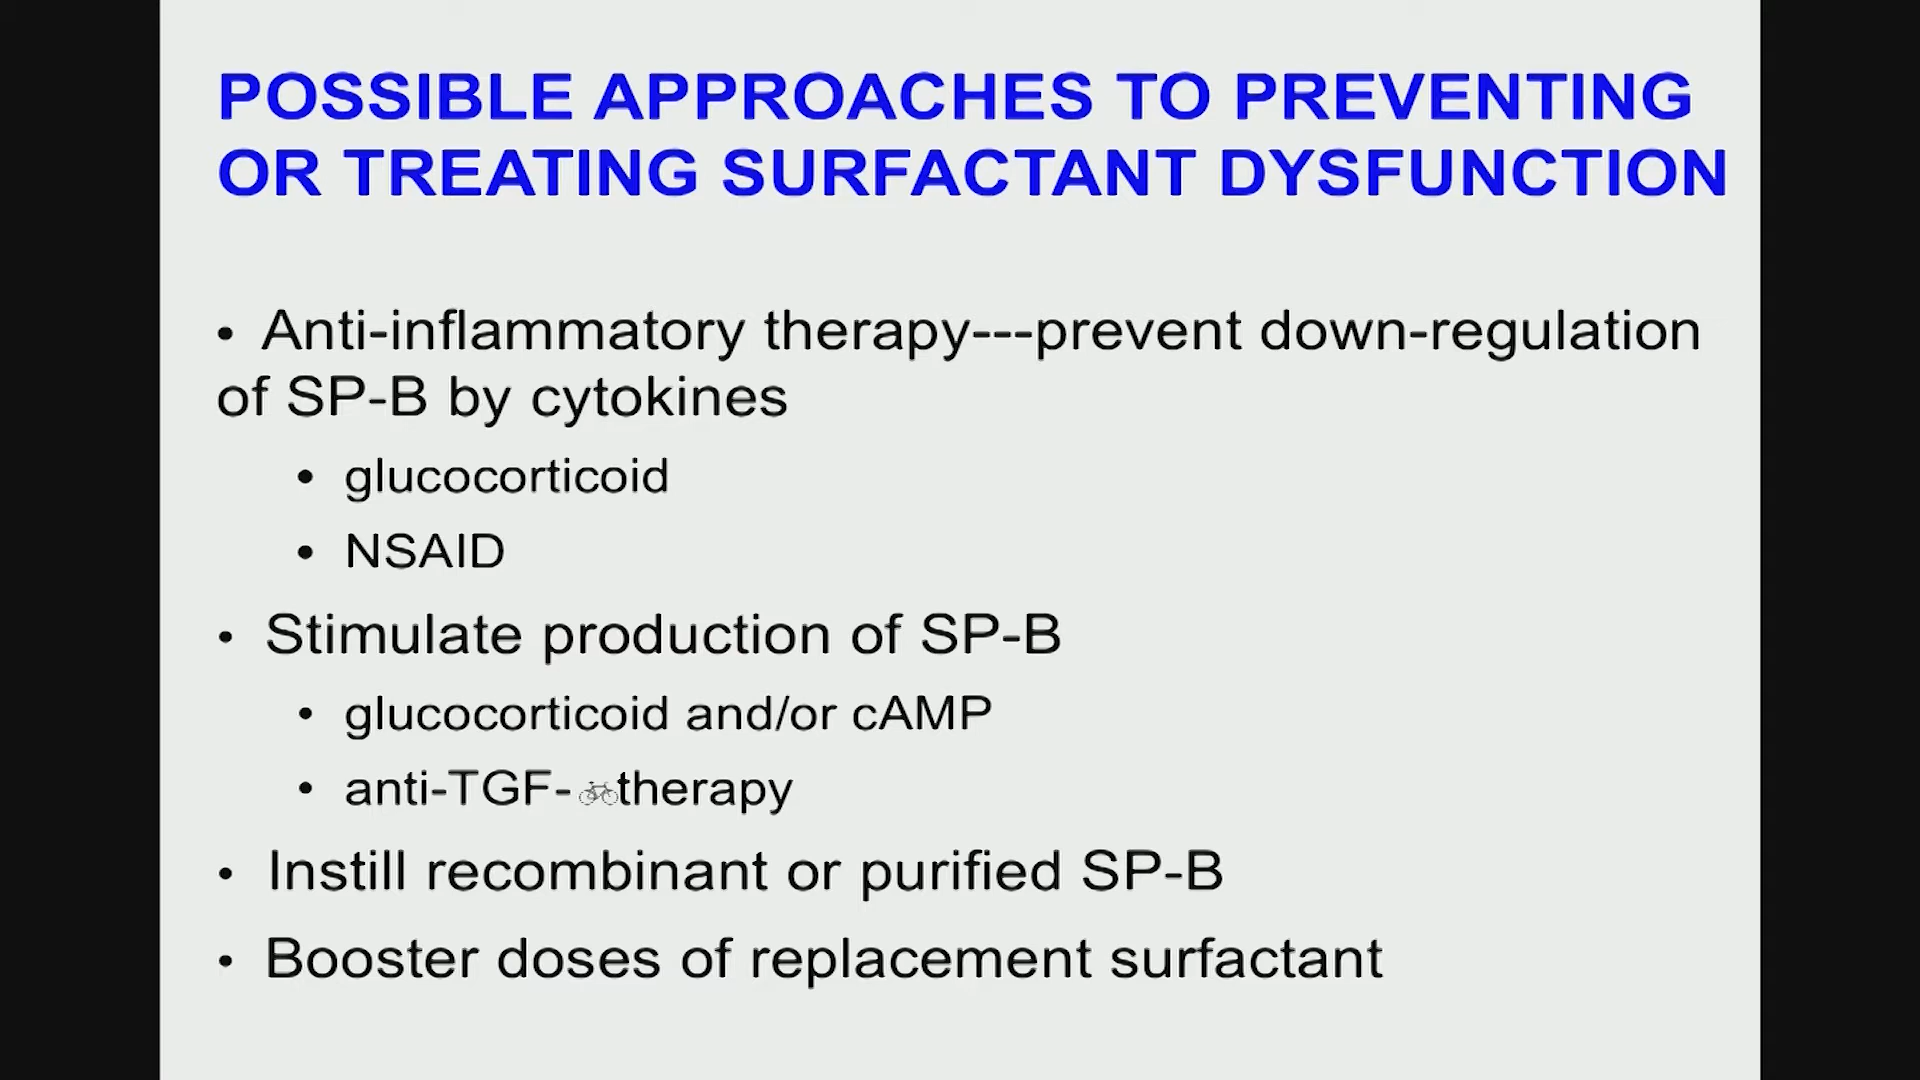 POSSIBLE APPROACHES TO PREVENTING
OR TREATING SURFACTANT DYSFUNCTION
• Anti-inflammatory therapy---prevent down-regulation
of SP-B by cytokines
• glucocorticoid
• NSAID
• Stimulate production of SP-B
• glucocorticoid and/or cAMP
• anti-TGF-🚲therapy
• Instill recombinant or purified SP-B
• Booster doses of replacement surfactant